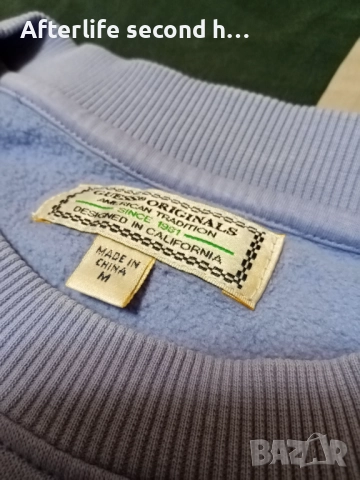 Afterlife second h...
GUESS ORIGINALS
AMERICAN TRADITION
SINCE 1981
DESIGNED IN CALIFORNIA
MADE IN
CHINA
M
BAZAR